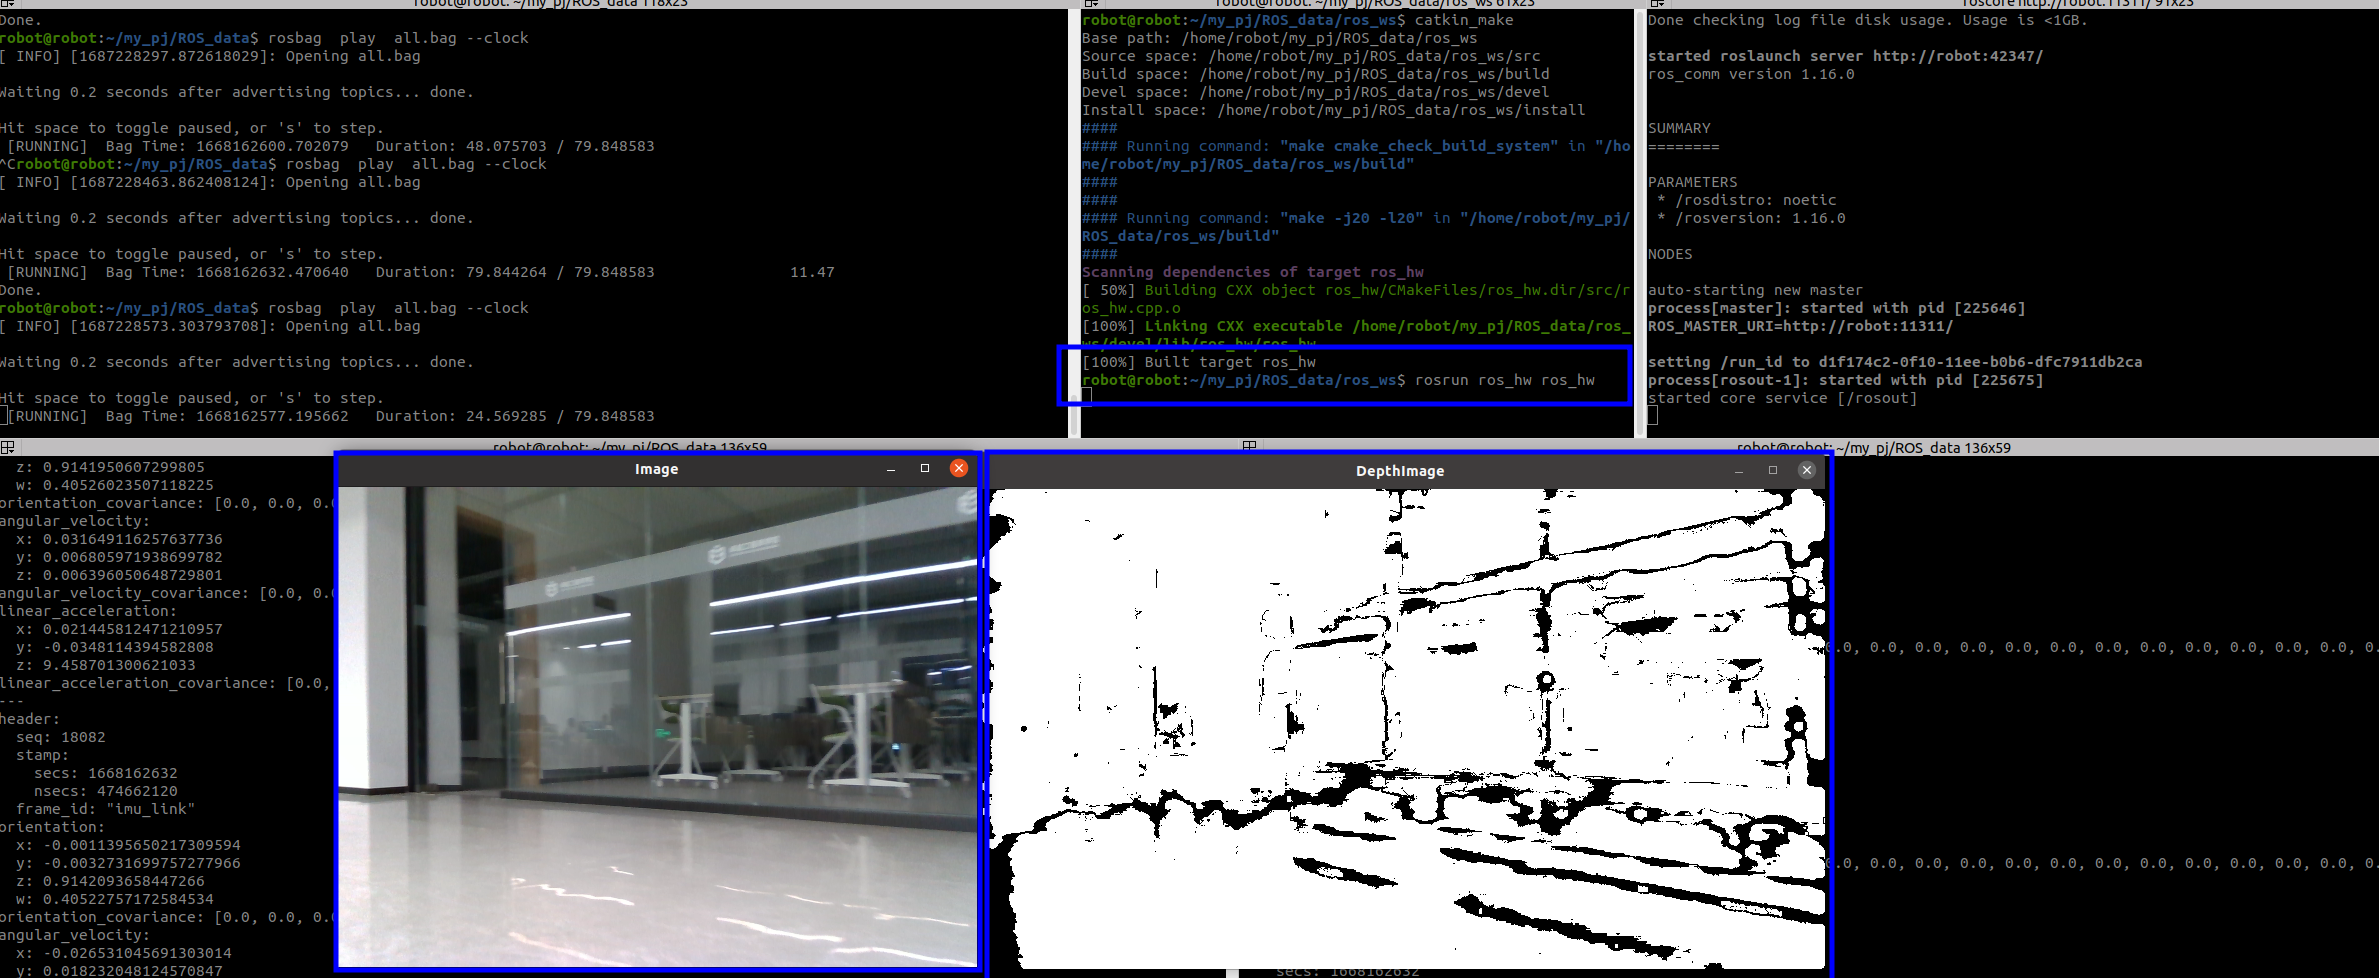 robot@robot: ~/my_pj/ROS_data 118x23
Done.
robot@robot:~/my_pj/ROS_data$ rosbag  play  all.bag --clock
[ INFO] [1687228297.872618029]: Opening all.bag
Waiting 0.2 seconds after advertising topics... done.
Hit space to toggle paused, or 's' to step.
[RUNNING]  Bag Time: 1668162600.702079   Duration: 48.075703 / 79.848583
^Crobot@robot:~/my_pj/ROS_data$ rosbag  play  all.bag --clock
[ INFO] [1687228463.862408124]: Opening all.bag
Waiting 0.2 seconds after advertising topics... done.
Hit space to toggle paused, or 's' to step.
[RUNNING]  Bag Time: 1668162632.470640   Duration: 79.844264 / 79.848583               11.47
Done.
robot@robot:~/my_pj/ROS_data$ rosbag  play  all.bag --clock
[ INFO] [1687228573.303793708]: Opening all.bag
Waiting 0.2 seconds after advertising topics... done.
Hit space to toggle paused, or 's' to step.
[RUNNING]  Bag Time: 1668162577.195662   Duration: 24.569285 / 79.848583
robot@robot: ~/my_pj/ROS_data/ros_ws 61x23
robot@robot:~/my_pj/ROS_data/ros_ws$ catkin_make
Base path: /home/robot/my_pj/ROS_data/ros_ws
Source space: /home/robot/my_pj/ROS_data/ros_ws/src
Build space: /home/robot/my_pj/ROS_data/ros_ws/build
Devel space: /home/robot/my_pj/ROS_data/ros_ws/devel
Install space: /home/robot/my_pj/ROS_data/ros_ws/install
####
#### Running command: "make cmake_check_build_system" in "/ho
me/robot/my_pj/ROS_data/ros_ws/build"
####
####
#### Running command: "make -j20 -l20" in "/home/robot/my_pj/
ROS_data/ros_ws/build"
####
Scanning dependencies of target ros_hw
[ 50%] Building CXX object ros_hw/CMakeFiles/ros_hw.dir/src/r
os_hw.cpp.o
[100%] Linking CXX executable /home/robot/my_pj/ROS_data/ros_
ws/devel/lib/ros_hw/ros_hw
[100%] Built target ros_hw
robot@robot:~/my_pj/ROS_data/ros_ws$ rosrun ros_hw ros_hw
roscore http://robot:11311/ 91x23
Done checking log file disk usage. Usage is <1GB.
started roslaunch server http://robot:42347/
ros_comm version 1.16.0
SUMMARY
========
PARAMETERS
* /rosdistro: noetic
* /rosversion: 1.16.0
NODES
auto-starting new master
process[master]: started with pid [225646]
ROS_MASTER_URI=http://robot:11311/
setting /run_id to d1f174c2-0f10-11ee-b0b6-dfc7911db2ca
process[rosout-1]: started with pid [225675]
started core service [/rosout]
robot@robot: ~/my_pj/ROS_data 136x59
z: 0.9141950607299805
w: 0.40526023507118225
orientation_covariance: [0.0, 0.0, 0.0
angular_velocity:
x: 0.031649116257637736
y: 0.006805971938699782
z: 0.006396050648729801
angular_velocity_covariance: [0.0, 0.0
linear_acceleration:
x: 0.021445812471210957
y: -0.0348114394582808
z: 9.458701300621033
linear_acceleration_covariance: [0.0,
---
header:
seq: 18082
stamp:
secs: 1668162632
nsecs: 474662120
frame_id: "imu_link"
orientation:
x: -0.0011395650217309594
y: -0.0032731699757277966
z: 0.9142093658447266
w: 0.40522757172584534
orientation_covariance: [0.0, 0.0, 0.0
angular_velocity:
x: -0.026531045691303014
y: 0.018232048124570847
Image
DepthImage
robot@robot: ~/my_pj/ROS_data 136x59
0.0, 0.0, 0.0, 0.0, 0.0, 0.0, 0.0, 0.0, 0.0, 0.0, 0.0, 0.0, 0.
0.0, 0.0, 0.0, 0.0, 0.0, 0.0, 0.0, 0.0, 0.0, 0.0, 0.0, 0.0, 0.
secs: 1668162632